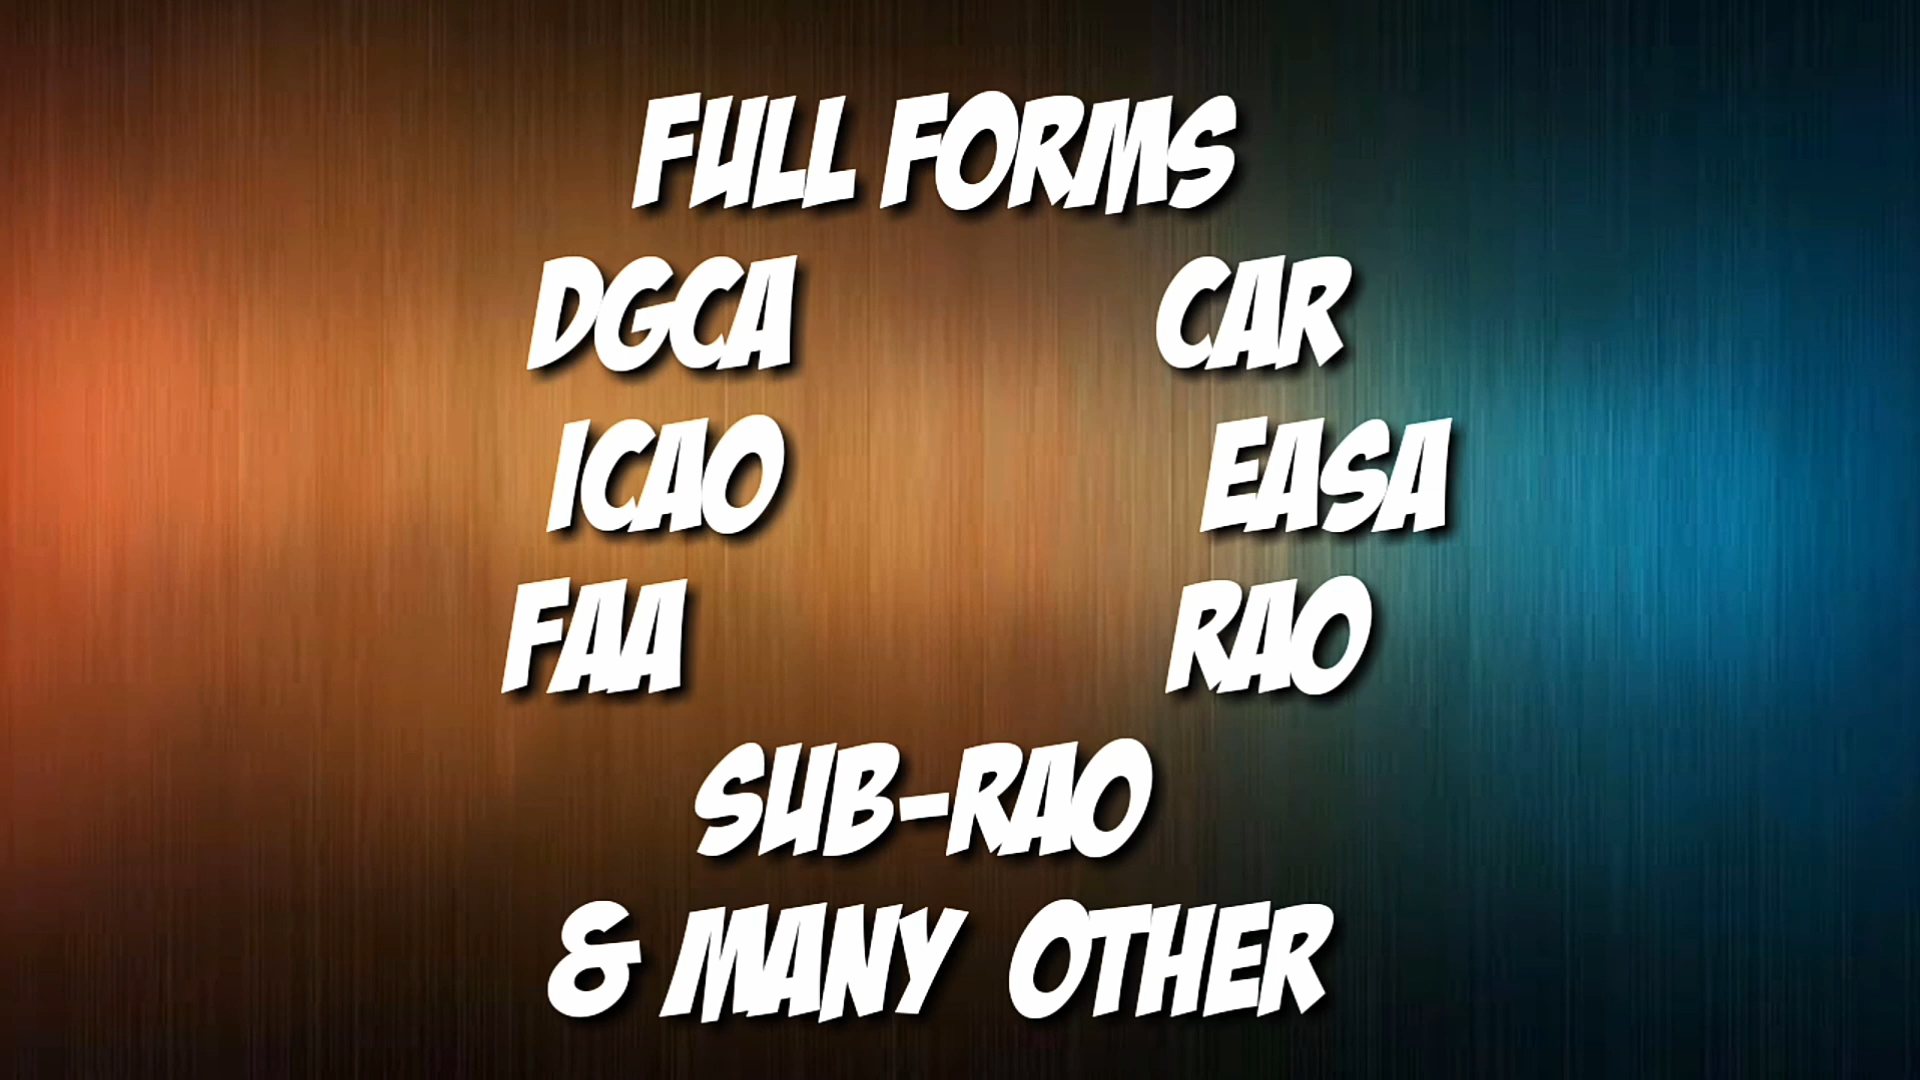 FULL FORMS
DGCA CAR
ICAO EASA
FAA RAO
SUB-RAO
& MANY OTHER